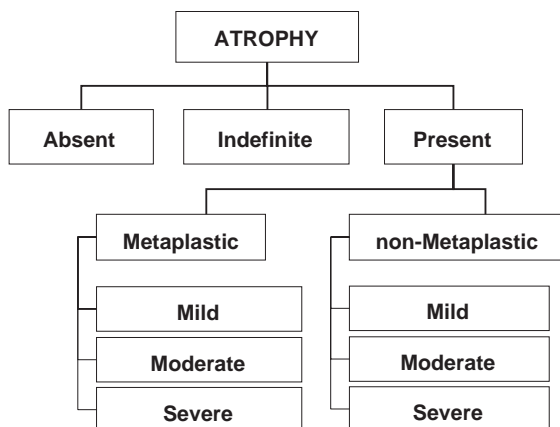 ATROPHY
Absent
Indefinite
Present
Metaplastic
non-Metaplastic
Mild
Mild
Moderate
Moderate
Severe
Severe